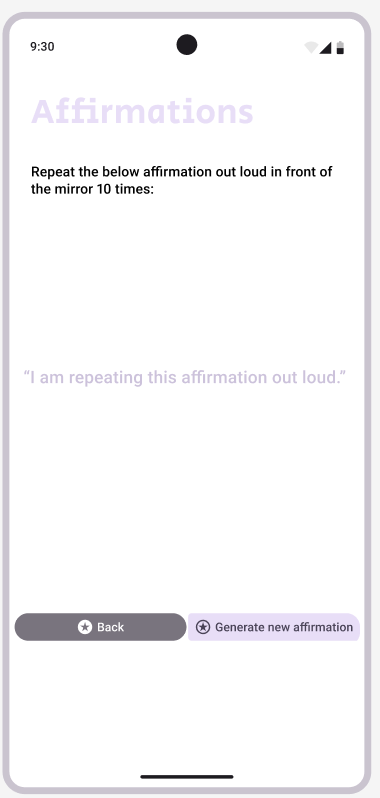 9:30
Affirmations
Repeat the below affirmation out loud in front of
the mirror 10 times:
“I am repeating this affirmation out loud.”
Back
Generate new affirmation